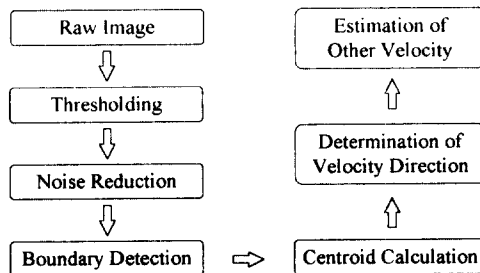 Raw Image
Thresholding
Noise Reduction
Boundary Detection
Centroid Calculation
Determination of
Velocity Direction
Estimation of
Other Velocity